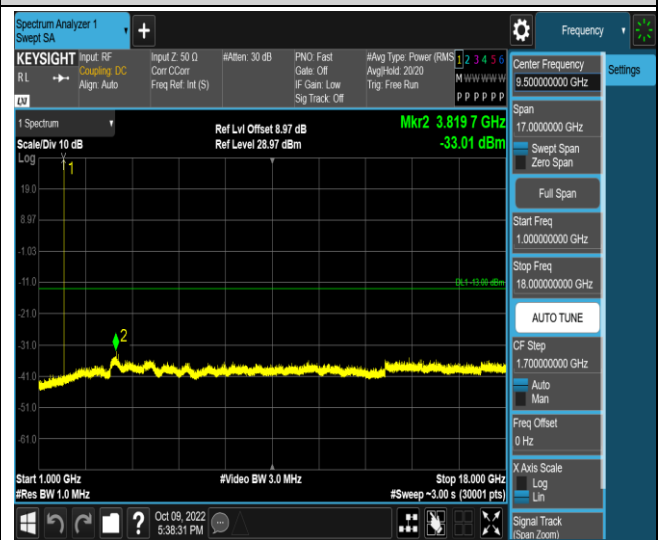 Spectrum Analyzer 1
Swept SA
+
Frequency
KEYSIGHT
RL
LXI
Input: RF
Coupling: DC
Align: Auto
Input Z: 50 Ω
Corr CCorr
Freq Ref: Int (S)
#Atten: 30 dB
PNO: Fast
Gate: Off
IF Gain: Low
Sig Track: Off
#Avg Type: Power (RMS
Avg|Hold: 20/20
Trig: Free Run
1 2 3 4 5 6
M W W W W W
P P P P P P
1 Spectrum
Scale/Div 10 dB
Log
Ref Lvl Offset 8.97 dB
Ref Level 28.97 dBm
Mkr2 3.819 7 GHz
-33.01 dBm
1
19.0
8.97
-1.03
-11.0
DL1 -13.00 dBm
-21.0
-31.0
2
-41.0
-51.0
-61.0
Start 1.000 GHz
#Res BW 1.0 MHz
#Video BW 3.0 MHz
Stop 18.000 GHz
#Sweep ~3.00 s (30001 pts)
?
Oct 09, 2022
5:38:31 PM
Center Frequency
9.500000000 GHz
Settings
Span
17.0000000 GHz
Swept Span
Zero Span
Full Span
Start Freq
1.000000000 GHz
Stop Freq
18.000000000 GHz
AUTO TUNE
CF Step
1.700000000 GHz
Auto
Man
Freq Offset
0 Hz
X Axis Scale
Log
Lin
Signal Track
(Span Zoom)